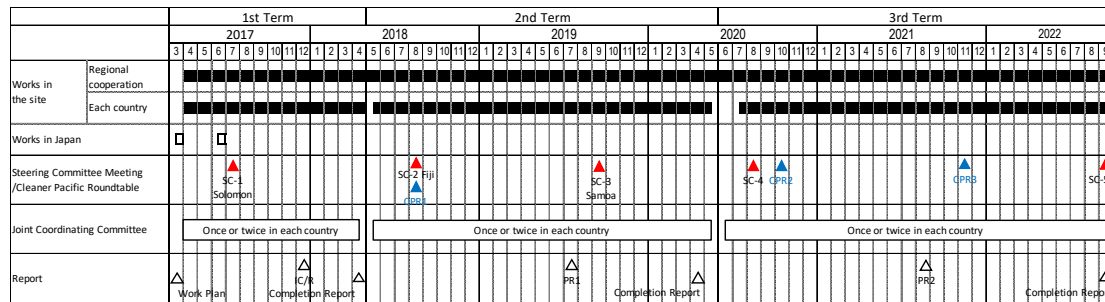 1st Term 2nd Term 3rd Term
2017 2018 2019 2020 2021 2022
3 4 5 6 7 8 9 10 11 12 1 2 3 4 5 6 7 8 9 10 11 12 1 2 3 4 5 6 7 8 9 10 11 12 1 2 3 4 5 6 7 8 9 10 11 12 1 2 3 4 5 6 7 8 9 10 11 12 1 2 3 4 5 6 7 8 9
Works in
the site
Regional
cooperation
Each country
Works in Japan
Steering Committee Meeting
/Cleaner Pacific Roundtable
SC-1
Solomon
SC-2 Fiji
CPR1
SC-3
Samoa
SC-4 CPR2
CPR3
SC-5
Joint Coordinating Committee
Once or twice in each country Once or twice in each country Once or twice in each country
Report
Work Plan
IC/R
Completion Report
PR1
Completion Report
PR2
Completion Repo